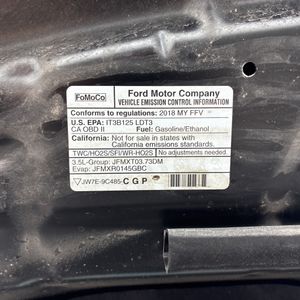 FoMoCo
Ford Motor Company
VEHICLE EMISSION CONTROL INFORMATION
Conforms to regulations: 2018 MY FFV
U.S. EPA: IT3B125 LDT3
CA OBD II Fuel: Gasoline/Ethanol
California: Not for sale in states with
California emissions standards.
TWC/HO2S/SFI/WR-HO2S No adjustments needed.
3.5L-Group: JFMXT03.73DM
Evap: JFMXR0145GBC
JW7E-9C485- C G P